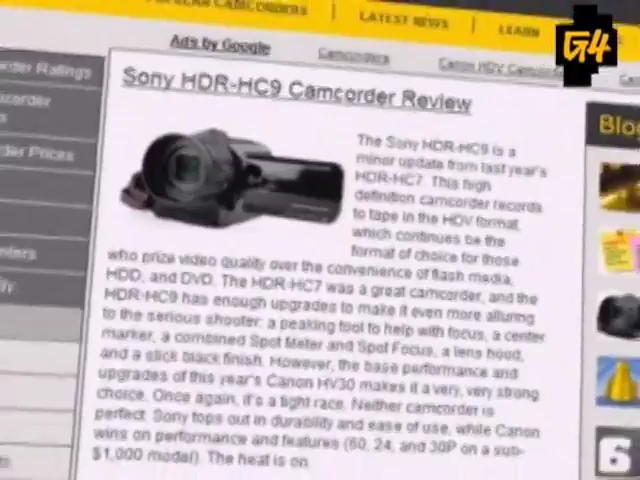 POPULAR CAMCORDERS
LATEST NEWS
LEARN
G4
Ads by Google
Camcorders
Canon HDV Camcorder
Ratings
Sony HDR-HC9 Camcorder Review
Prices
Blog
The Sony HDR-HC9 is a
minor update from last year's
HDR-HC7. This high
definition camcorder records
to tape in the HDV format,
which continues be the
format of choice for those
who prize video quality over the convenience of flash media,
HDD, and DVD. The HDR-HC7 was a great camcorder, and the
HDR-HC9 has enough upgrades to make it even more alluring
to the serious shooter: a peaking tool to help with focus, a center
marker, a combined Spot Meter and Spot Focus, a lens hood,
and a slick black finish. However, the base performance and
upgrades of this year's Canon HV30 makes it a very, very strong
choice. Once again, it's a tight race. Neither camcorder is
perfect. Sony tops out in durability and ease of use, while Canon
wins on performance and features (60, 24, and 30P on a sub-
$1,000 model). The heat is on.
6